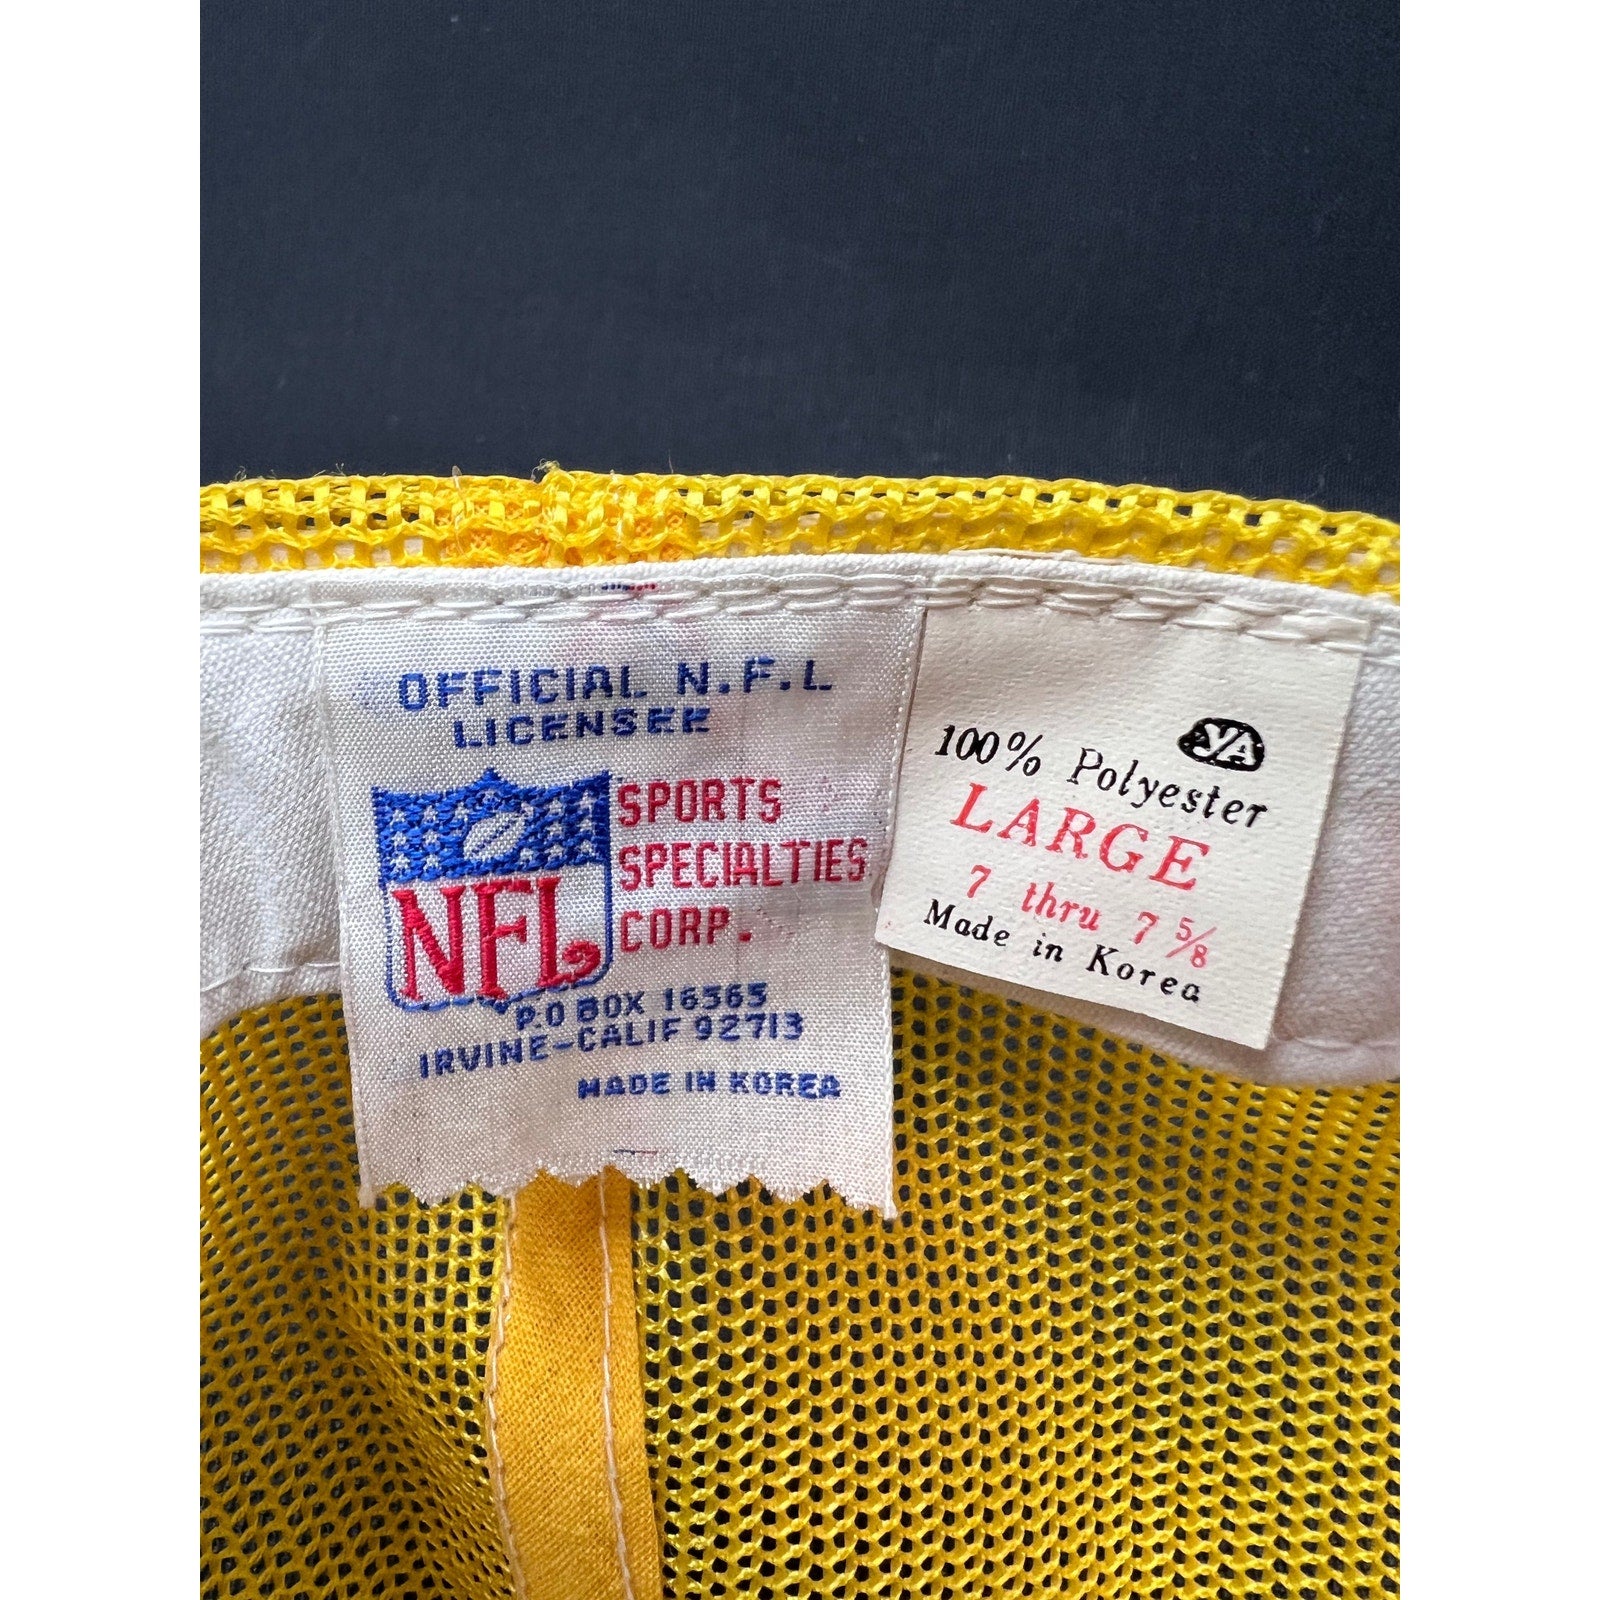 OFFICIAL N.F.L
LICENSEE
NFL
SPORTS
SPECIALTIES
CORP.
P.O BOX 16565
IRVINE-CALIF 92713
MADE IN KOREA
YA
100% Polyester
LARGE
7 thru 7 5/8
Made in Korea